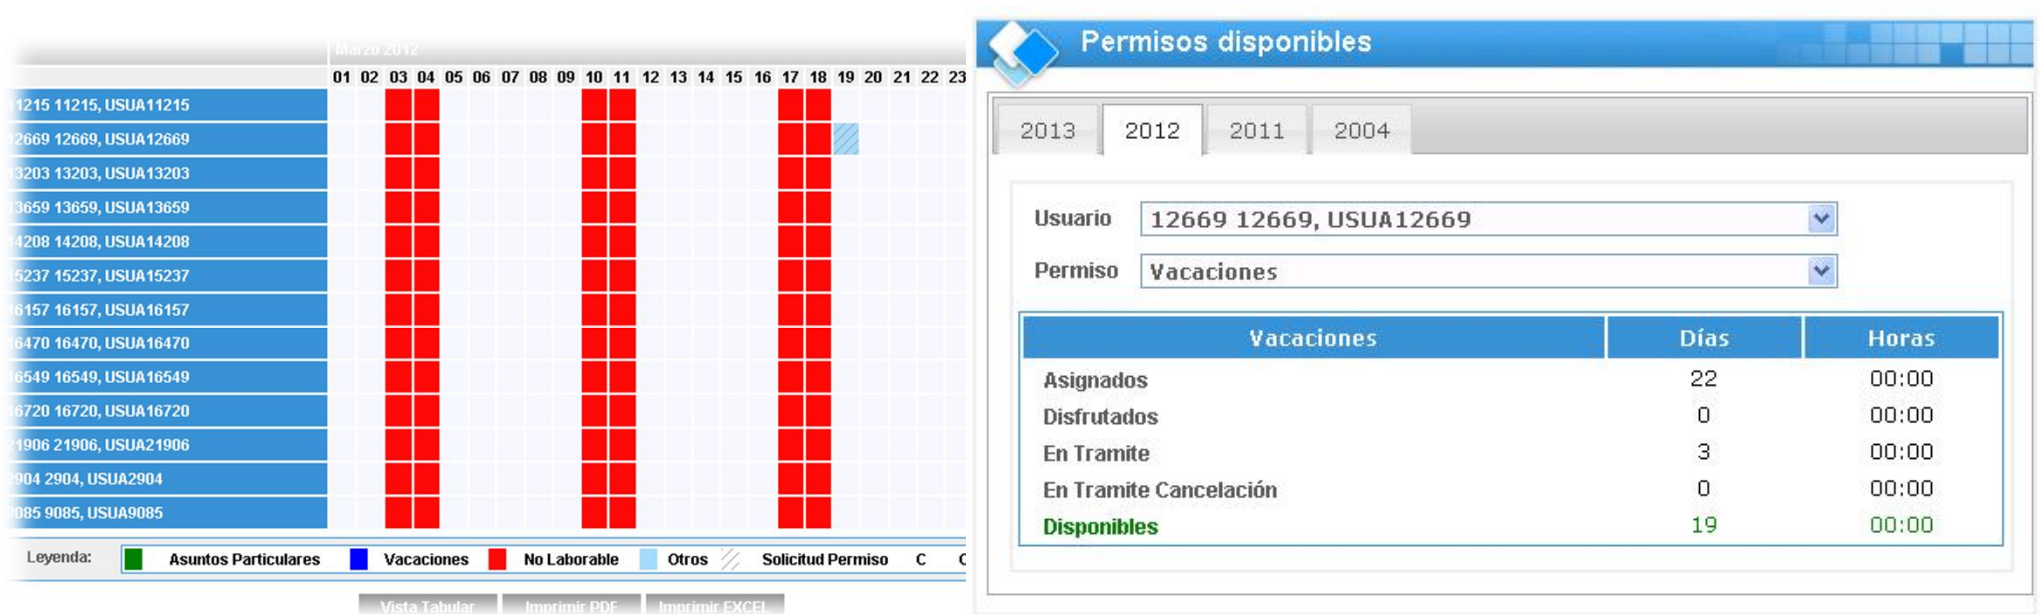 Marzo 2012
01 02 03 04 05 06 07 08 09 10 11 12 13 14 15 16 17 18 19 20 21 22 23
11215 11215, USUA11215
12669 12669, USUA12669
13203 13203, USUA13203
13659 13659, USUA13659
14208 14208, USUA14208
15237 15237, USUA15237
16157 16157, USUA16157
16470 16470, USUA16470
16549 16549, USUA16549
16720 16720, USUA16720
21906 21906, USUA21906
2904 2904, USUA2904
9085 9085, USUA9085
Leyenda: Asuntos Particulares Vacaciones No Laborable Otros Solicitud Permiso C
Vista Tabular Imprimir PDF Imprimir EXCEL
Permisos disponibles
2013 2012 2011 2004
Usuario 12669 12669, USUA12669
Permiso Vacaciones
Vacaciones Días Horas
Asignados 22 00:00
Disfrutados 0 00:00
En Tramite 3 00:00
En Tramite Cancelación 0 00:00
Disponibles 19 00:00